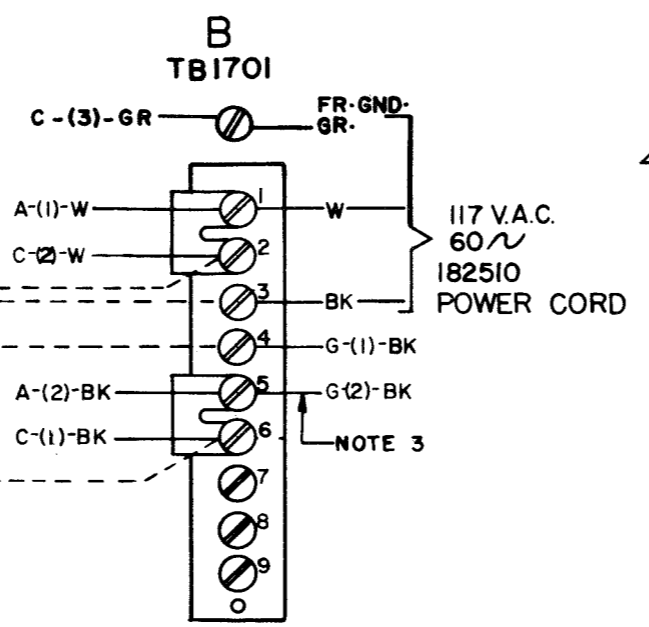 B
TB1701
C-(3)-GR
FR.GND.
GR.
A-(1)-W
1
W
C-(2)-W
2
3
BK
117 V.A.C.
60~
182510
POWER CORD
4
G-(1)-BK
A-(2)-BK
5
G-(2)-BK
C-(1)-BK
6
NOTE 3
7
8
9